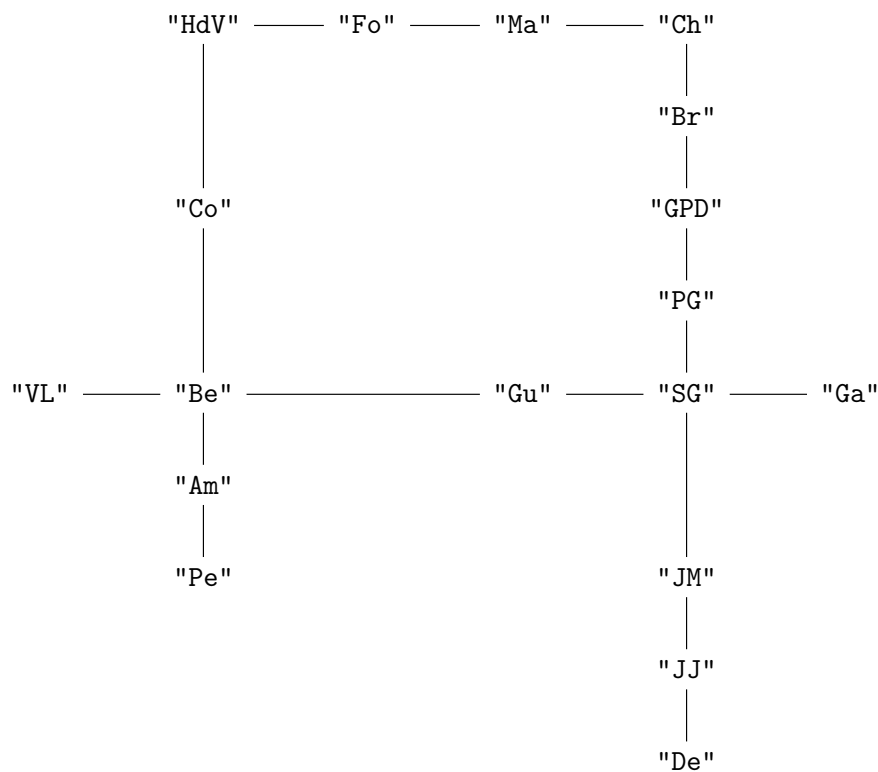 "HdV" "Fo" "Ma" "Ch"
"Br"
"Co" "GPD"
"PG"
"VL" "Be" "Gu" "SG" "Ga"
"Am"
"Pe" "JM"
"JJ"
"De"